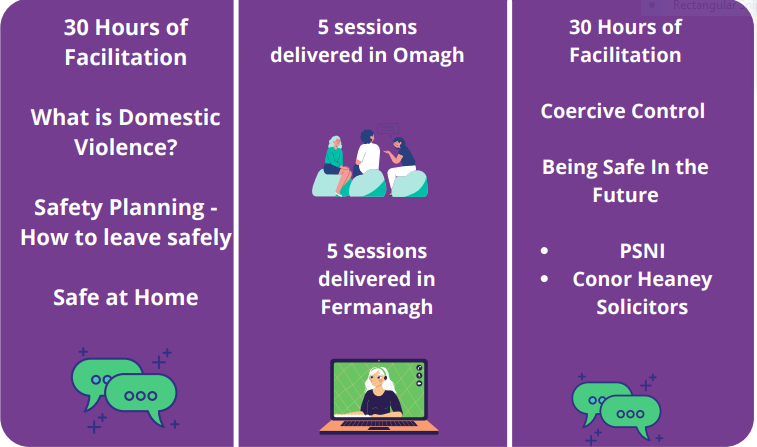 30 Hours of
Facilitation
What is Domestic
Violence?
Safety Planning -
How to leave safely
Safe at Home
5 sessions
delivered in Omagh
5 Sessions
delivered in
Fermanagh
30 Hours of
Facilitation
Coercive Control
Being Safe In the
Future
• PSNI
• Conor Heaney
Solicitors